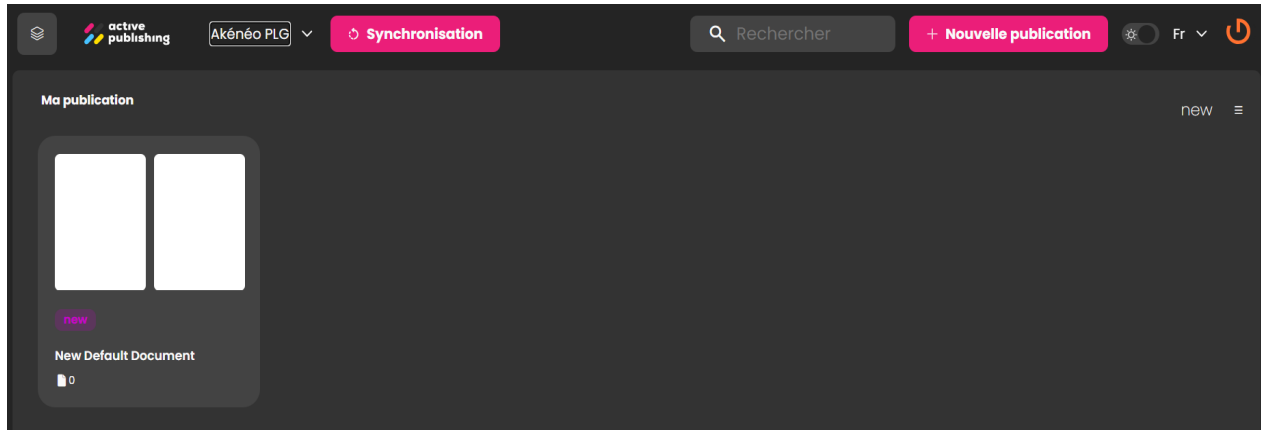 active
publishing
Akénéo PLG
Synchronisation
Rechercher
+ Nouvelle publication
Fr
Ma publication
new
new
New Default Document
0